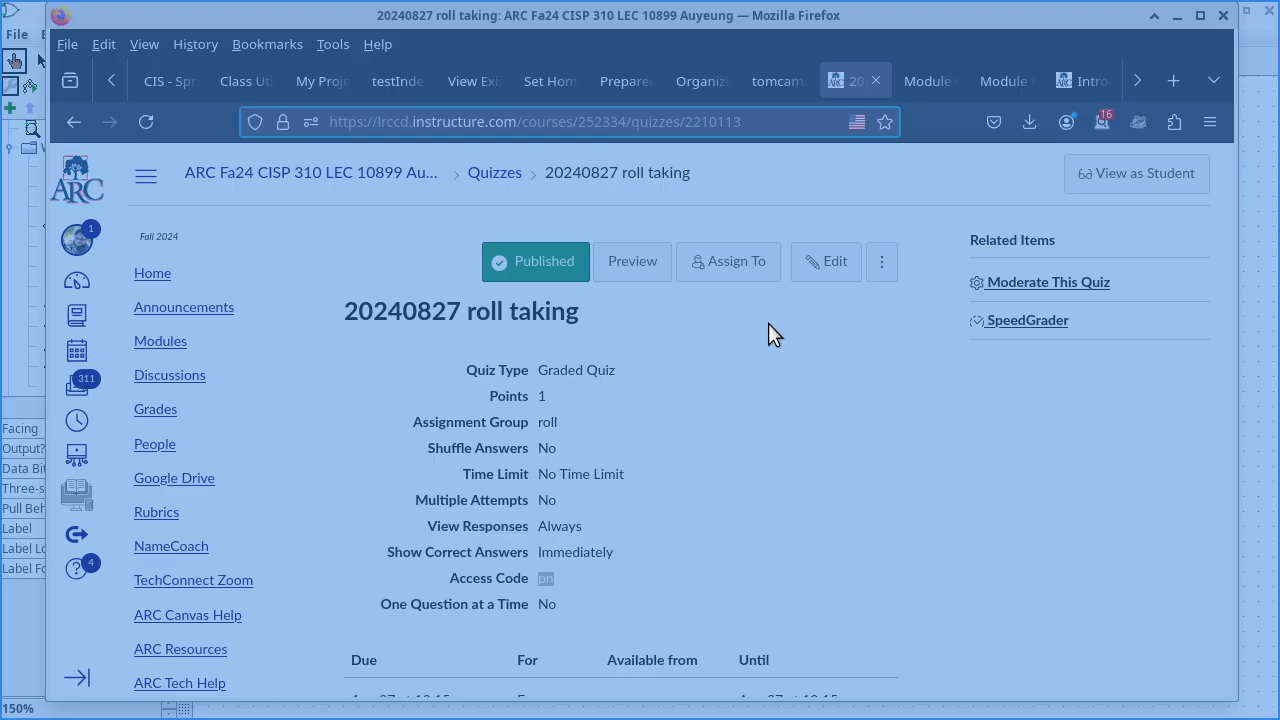 20240827 roll taking: ARC Fa24 CISP 310 LEC 10899 Auyeung — Mozilla Firefox
File
File Edit View History Bookmarks Tools Help
CIS - Spr Class Ut My Proje testInde View Exis Set Hom Prepare Organizi tomcam 20 Module Module Intro
https://lrccd.instructure.com/courses/252334/quizzes/2210113
16
ARC
ARC Fa24 CISP 310 LEC 10899 Au... > Quizzes > 20240827 roll taking
View as Student
1
Fall 2024
Published Preview Assign To Edit
Related Items
Home
Moderate This Quiz
Announcements
20240827 roll taking
SpeedGrader
Modules
Quiz Type Graded Quiz
Discussions
311
Points 1
Grades
Assignment Group roll
People
Shuffle Answers No
Google Drive
Time Limit No Time Limit
Multiple Attempts No
Rubrics
View Responses Always
NameCoach
Show Correct Answers Immediately
4
TechConnect Zoom
Access Code pn
ARC Canvas Help
One Question at a Time No
ARC Resources
Due For Available from Until
ARC Tech Help
Facing
Output?
Data Bit
Three-s
Pull Beh
Label
Label Lo
Label Fo
150%